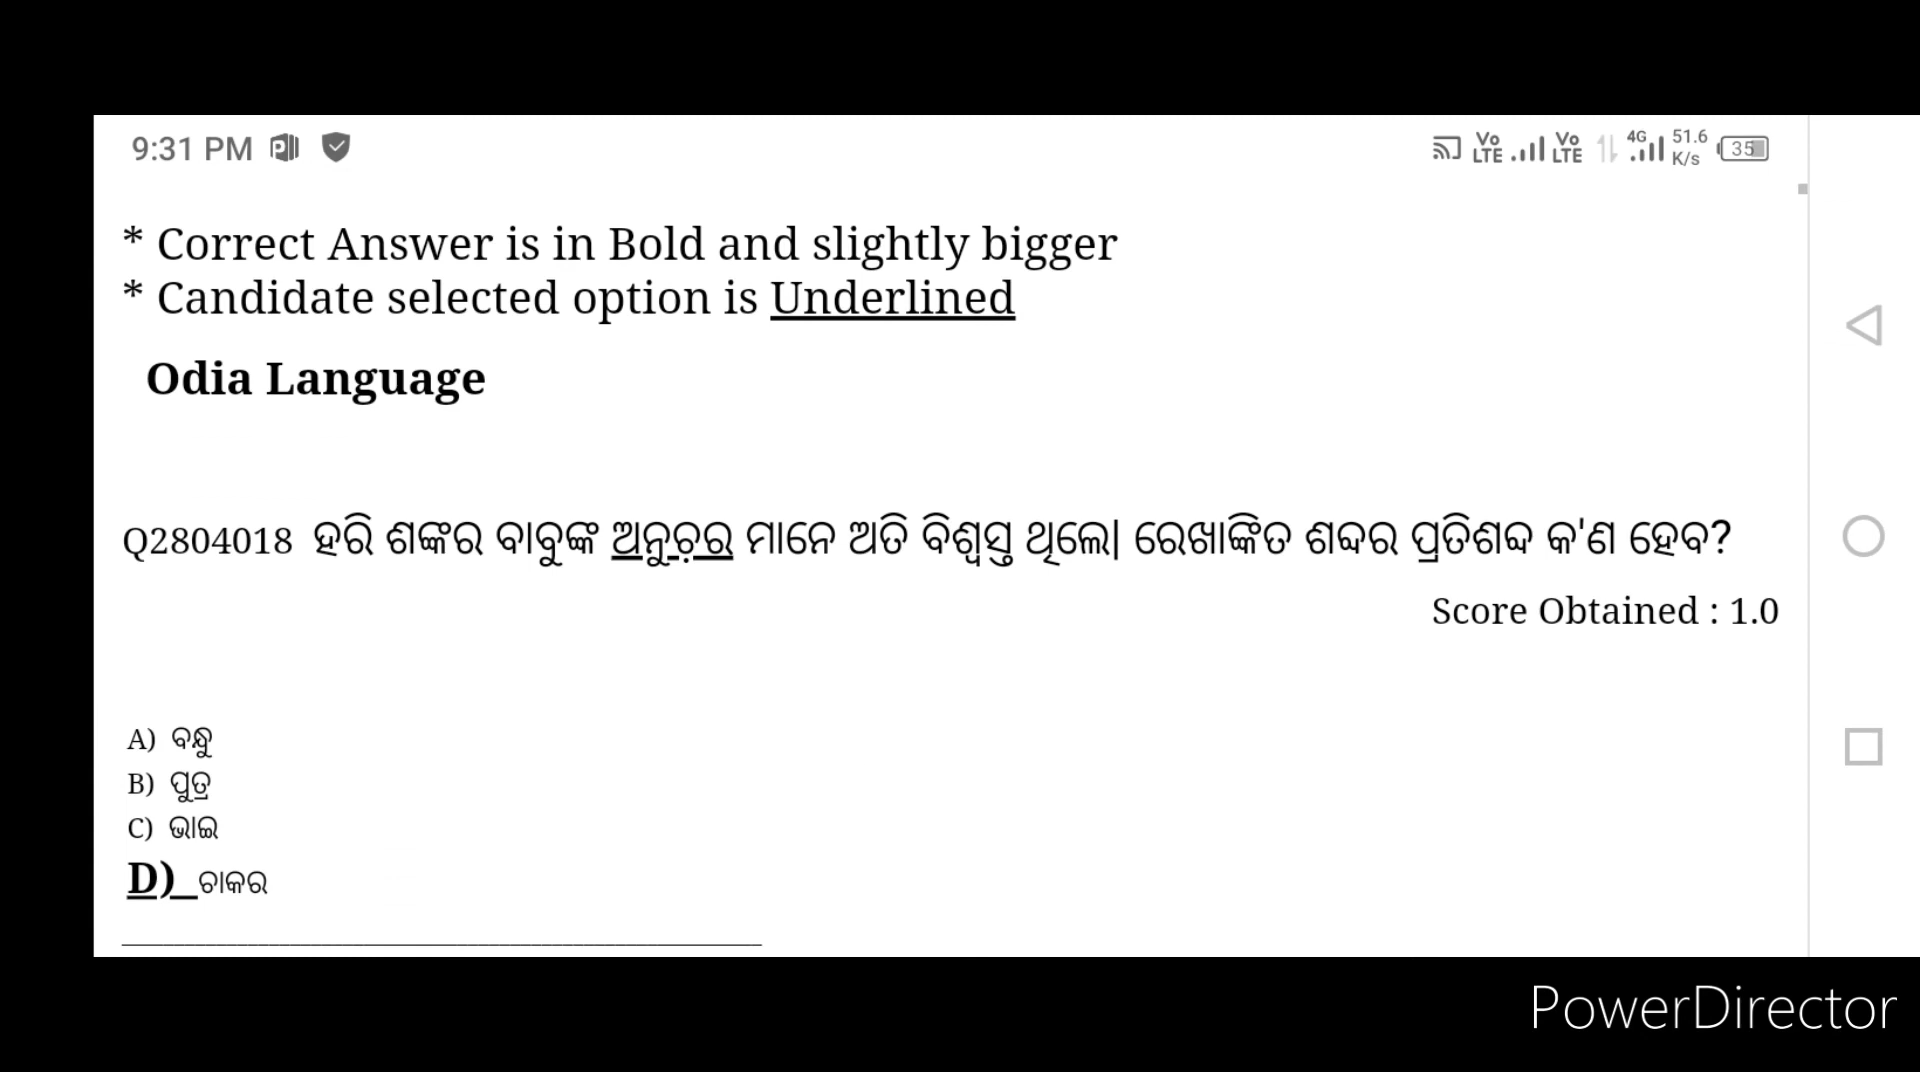 9:31 PM
Vo LTE Vo LTE 4G 51.6 K/s 35
* Correct Answer is in Bold and slightly bigger
* Candidate selected option is Underlined
Odia Language
Q2804018 ହରି ଶଙ୍କର ବାବୁଙ୍କ ଅନୁଚ଼ର ମାନେ ଅତି ବିଶ୍ୱସ୍ତ ଥିଲେ| ରେଖାଙ୍କିତ ଶବ୍ଦର ପ୍ରତିଶବ୍ଦ କ'ଣ ହେବ?
Score Obtained : 1.0
A) ବନ୍ଧୁ
B) ପୁତ୍ର
C) ଭାଇ
D) ଚାକର
PowerDirector